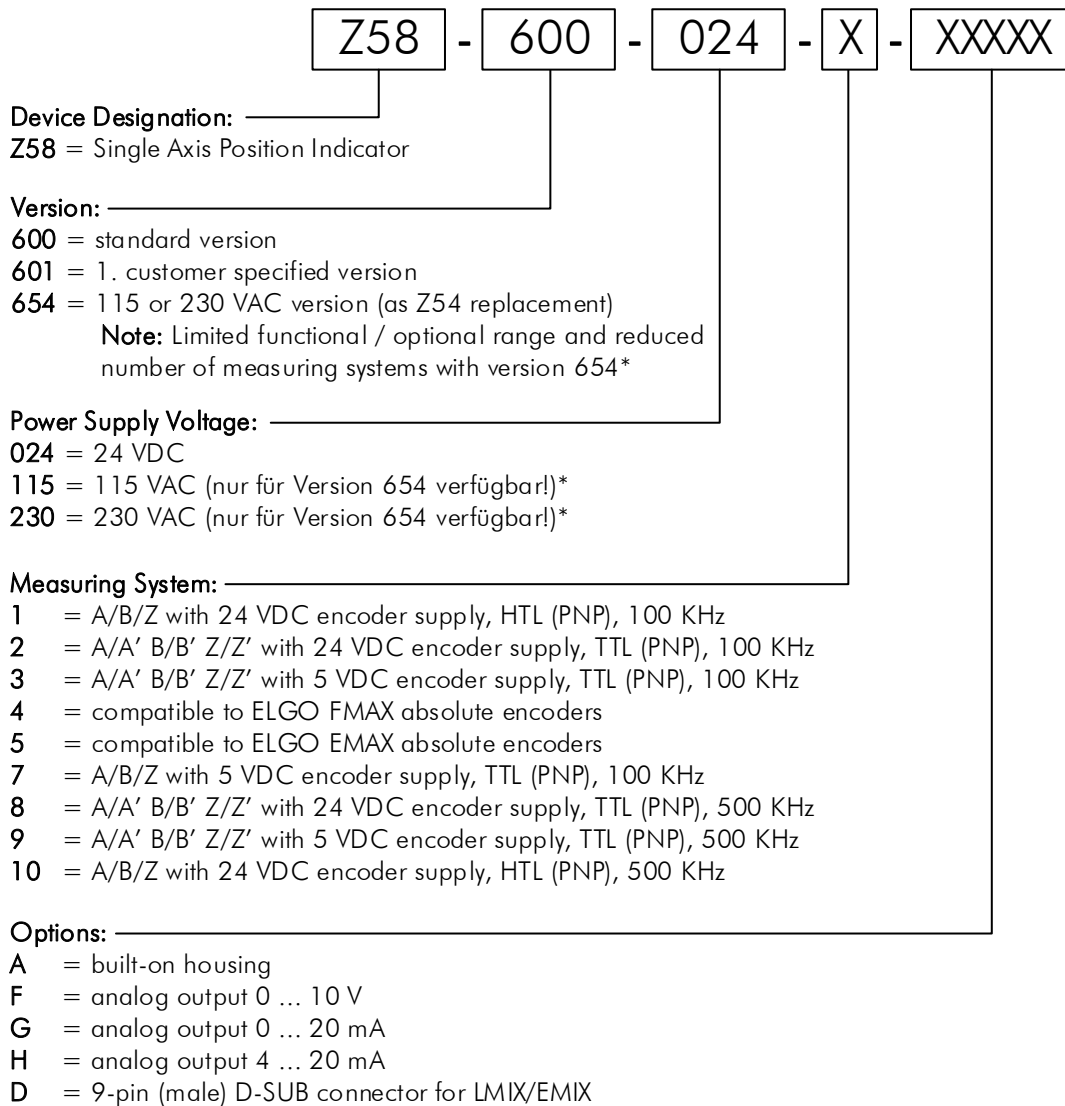 Z58 - 600 - 024 - X - XXXXX
Device Designation:
Z58 = Single Axis Position Indicator
Version:
600 = standard version
601 = 1. customer specified version
654 = 115 or 230 VAC version (as Z54 replacement)
Note: Limited functional / optional range and reduced
number of measuring systems with version 654*
Power Supply Voltage:
024 = 24 VDC
115 = 115 VAC (nur für Version 654 verfügbar!)*
230 = 230 VAC (nur für Version 654 verfügbar!)*
Measuring System:
1 = A/B/Z with 24 VDC encoder supply, HTL (PNP), 100 KHz
2 = A/A’ B/B’ Z/Z’ with 24 VDC encoder supply, TTL (PNP), 100 KHz
3 = A/A’ B/B’ Z/Z’ with 5 VDC encoder supply, TTL (PNP), 100 KHz
4 = compatible to ELGO FMAX absolute encoders
5 = compatible to ELGO EMAX absolute encoders
7 = A/B/Z with 5 VDC encoder supply, TTL (PNP), 100 KHz
8 = A/A’ B/B’ Z/Z’ with 24 VDC encoder supply, TTL (PNP), 500 KHz
9 = A/A’ B/B’ Z/Z’ with 5 VDC encoder supply, TTL (PNP), 500 KHz
10 = A/B/Z with 24 VDC encoder supply, HTL (PNP), 500 KHz
Options:
A = built-on housing
F = analog output 0 ... 10 V
G = analog output 0 ... 20 mA
H = analog output 4 ... 20 mA
D = 9-pin (male) D-SUB connector for LMIX/EMIX